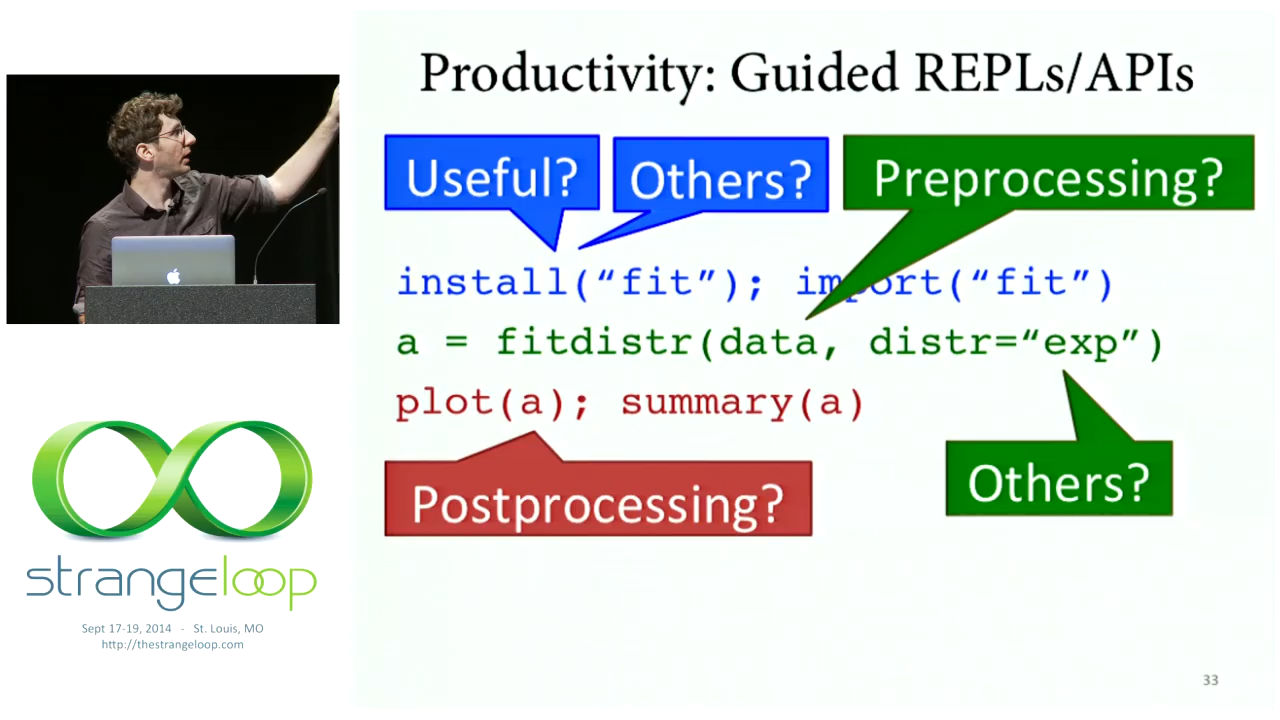 Productivity: Guided REPLs/APIs
Useful? Others? Preprocessing?
install(“fit”); import(“fit”)
a = fitdistr(data, distr=“exp”)
plot(a); summary(a)
Postprocessing?
Others?
33
strangeloop
Sept 17-19, 2014 - St. Louis, MO
http://thestrangeloop.com